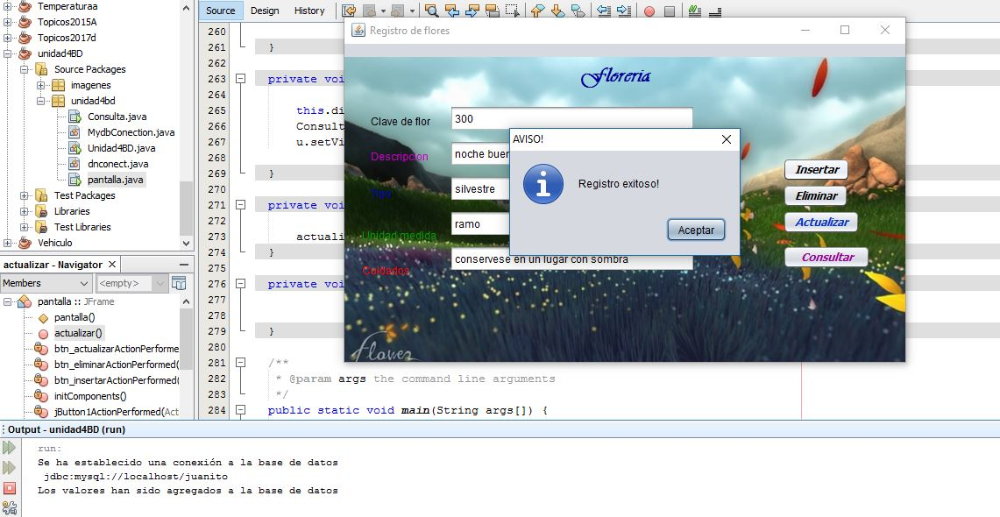 Temperaturaa
Topicos2015A
Topicos2017d
unidad4BD
Source Packages
imagenes
unidad4bd
Consulta.java
MydbConection.java
Unidad4BD.java
dnconect.java
pantalla.java
Test Packages
Libraries
Test Libraries
Vehiculo
actualizar - Navigator
Members
<empty>
pantalla :: JFrame
pantalla()
actualizar()
btn_actualizarActionPerforme
btn_eliminarActionPerformed(
btn_insertarActionPerformed(
initComponents()
jButton1ActionPerformed(Act
Source Design History
260
261 }
262
263 private voi
264
265 this.di
266 Consult
267 u.setVi
268
269 }
270
271 private voi
272
273 actuali
274 }
275
276 private voi
277
278
279 }
280
281 /**
282 * @param args the command line arguments
283 */
284 public static void main(String args[]) {
Registro de flores
Floreria
Clave de flor 300
Descripcion noche buen
Tipo silvestre
Unidad medida ramo
Cuidados conservese en un lugar con sombra
Insertar
Eliminar
Actualizar
Consultar
Flower
AVISO!
Registro exitoso!
Aceptar
Output - unidad4BD (run)
run:
Se ha establecido una conexión a la base de datos
jdbc:mysql://localhost/juanito
Los valores han sido agregados a la base de datos